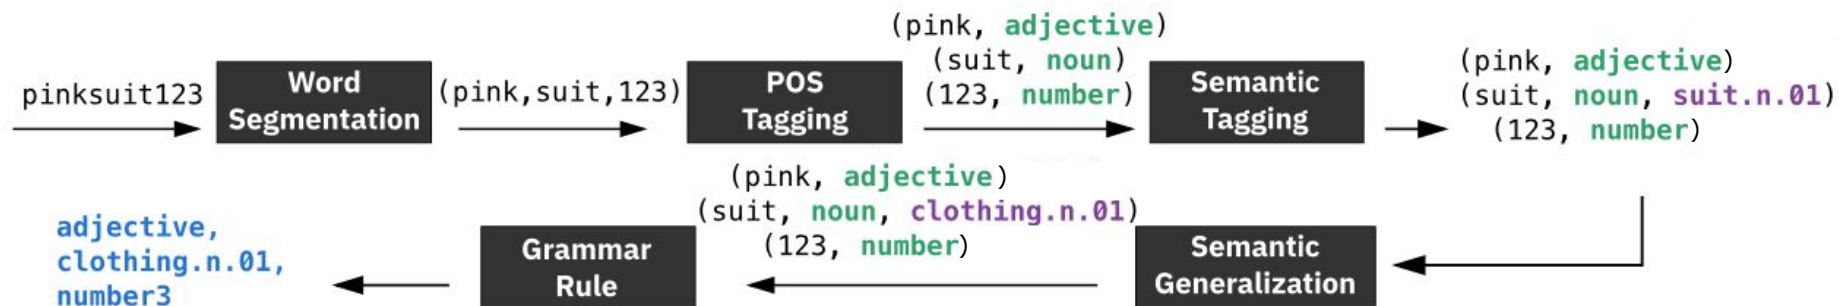 pinksuit123
Word
Segmentation
(pink,suit,123)
POS
Tagging
(pink, adjective)
(suit, noun)
(123, number)
Semantic
Tagging
(pink, adjective)
(suit, noun, suit.n.01)
(123, number)
Semantic
Generalization
(pink, adjective)
(suit, noun, clothing.n.01)
(123, number)
Grammar
Rule
adjective,
clothing.n.01,
number3